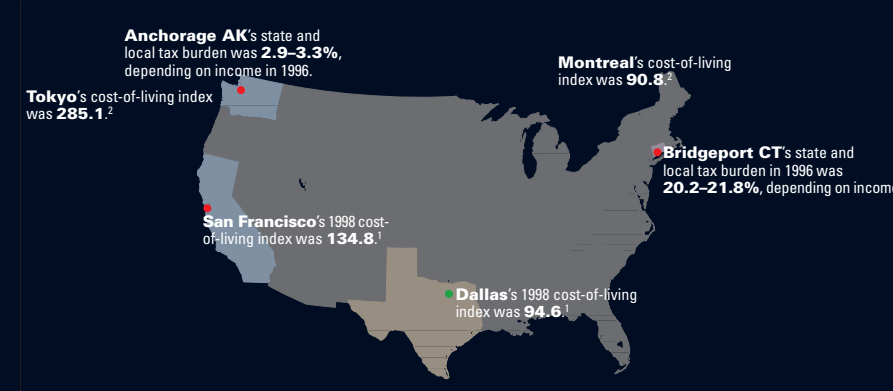 Anchorage AK's state and
local tax burden was 2.9–3.3%,
depending on income in 1996.
Montreal's cost-of-living
index was 90.8.²
Tokyo's cost-of-living index
was 285.1.²
Bridgeport CT's state and
local tax burden in 1996 was
20.2–21.8%, depending on income
San Francisco's 1998 cost-
of-living index was 134.8.¹
Dallas's 1998 cost-of-living
index was 94.6.¹